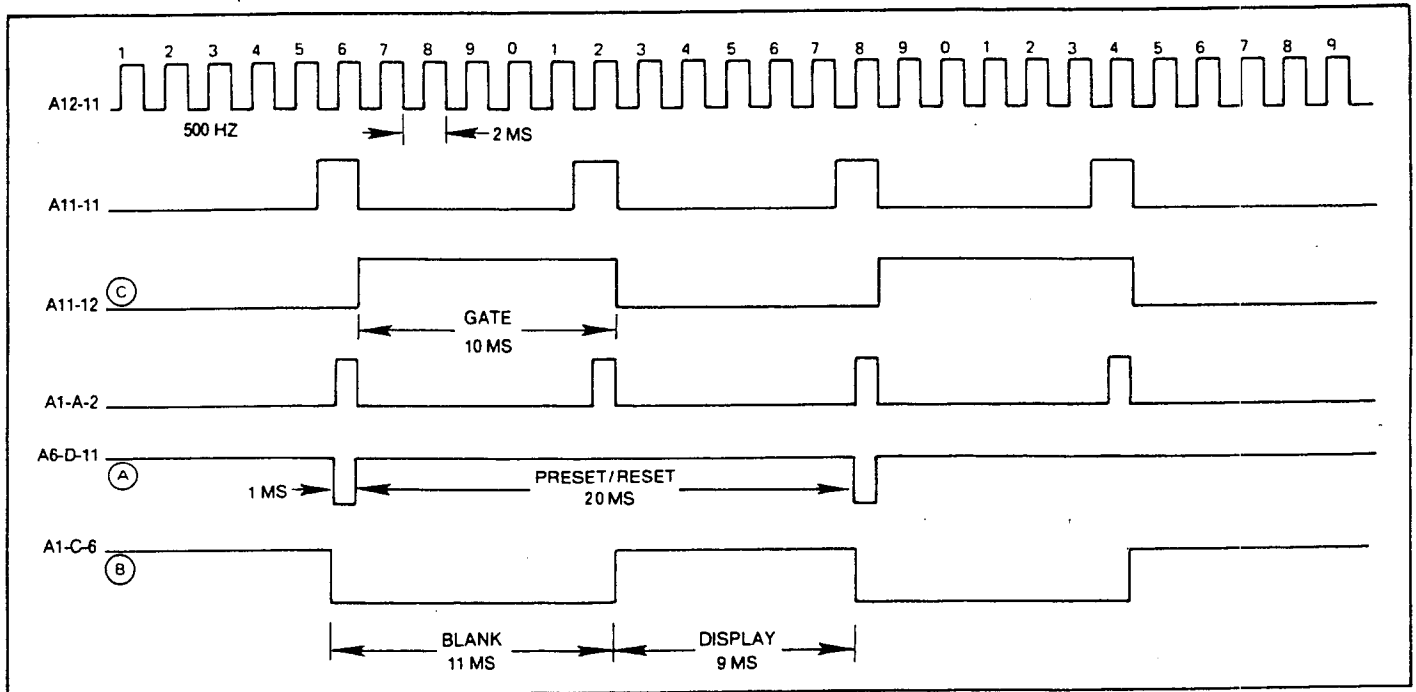 1 2 3 4 5 6 7 8 9 0 1 2 3 4 5 6 7 8 9 0 1 2 3 4 5 6 7 8 9
A12-11
500 HZ
2 MS
A11-11
C
A11-12
GATE
10 MS
A1-A-2
A6-D-11
A
1 MS
PRESET/RESET
20 MS
A1-C-6
B
BLANK
11 MS
DISPLAY
9 MS